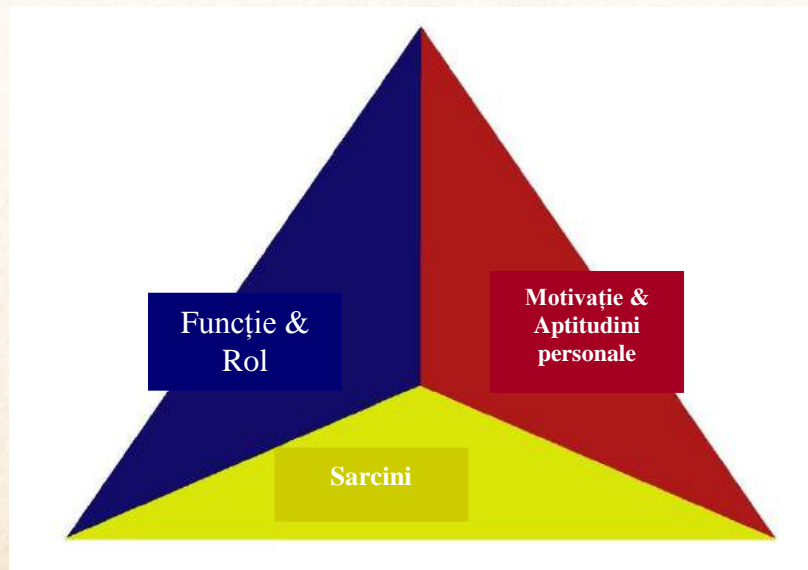 Funcție &
Rol
Motivație &
Aptitudini
personale
Sarcini